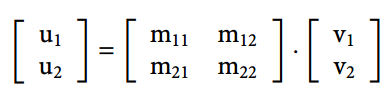 [ u₁ ] = [ m₁₁ m₁₂ ] · [ v₁ ]
[ u₂ ] [ m₂₁ m₂₂ ] [ v₂ ]